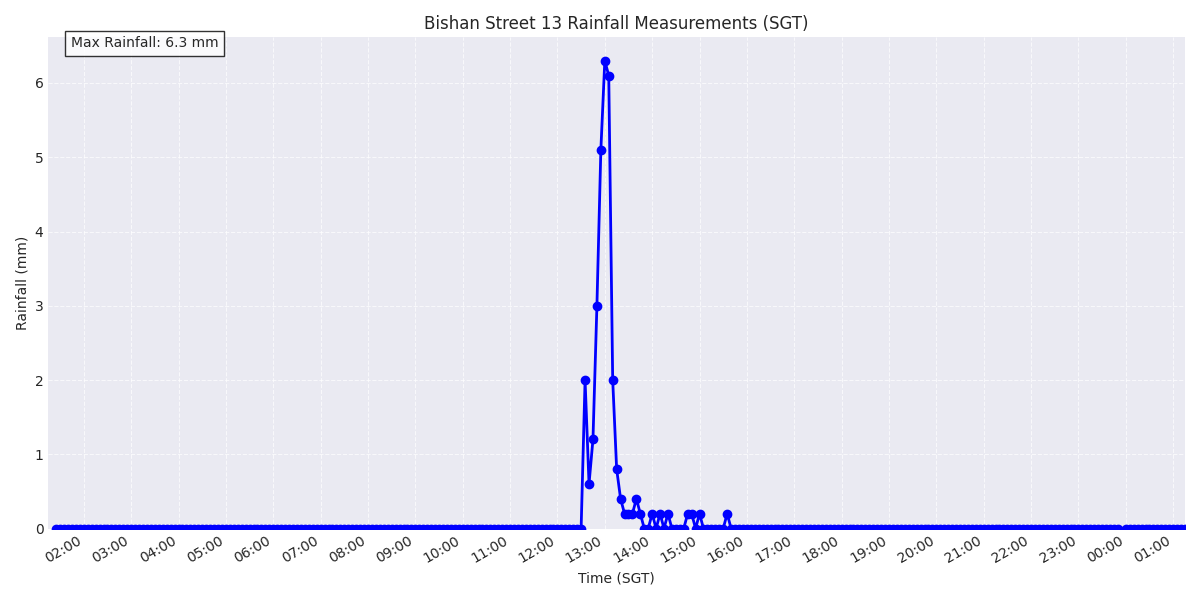 Bishan Street 13 Rainfall Measurements (SGT)
Max Rainfall: 6.3 mm
6
5
4
3
2
1
0
Rainfall (mm)
02:00 03:00 04:00 05:00 06:00 07:00 08:00 09:00 10:00 11:00 12:00 13:00 14:00 15:00 16:00 17:00 18:00 19:00 20:00 21:00 22:00 23:00 00:00 01:00
Time (SGT)